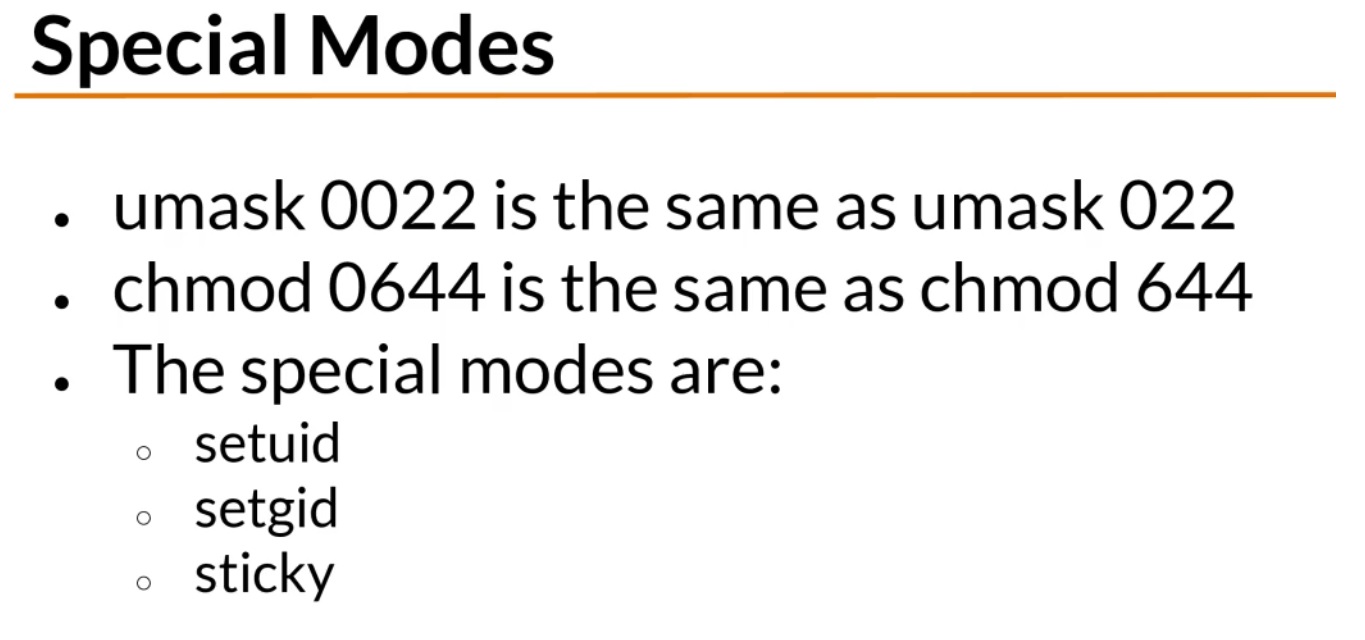 Special Modes
• umask 0022 is the same as umask 022
• chmod 0644 is the same as chmod 644
• The special modes are:
○ setuid
○ setgid
○ sticky